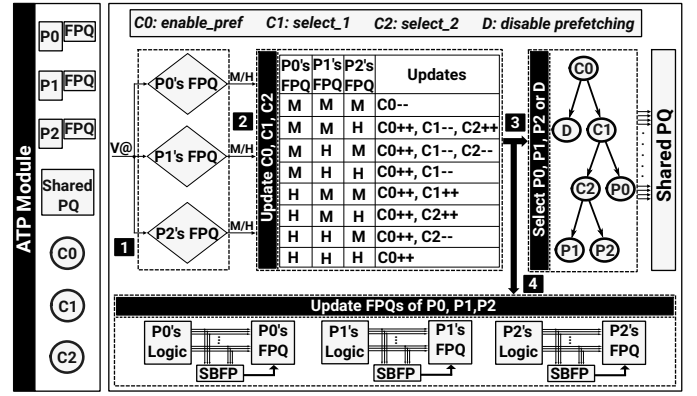 ATP Module
P0 FPQ
P1 FPQ
P2 FPQ
Shared
PQ
C0
C1
C2
C0: enable_pref C1: select_1 C2: select_2 D: disable prefetching
V@
1
P0's FPQ
M/H
P1's FPQ
M/H
P2's FPQ
M/H
2
Update C0, C1, C2
P0's P1's P2's Updates
FPQ FPQ FPQ
M M M C0--
M M H C0++, C1--, C2++
M H M C0++, C1--, C2--
M H H C0++, C1--
H M M C0++, C1++
H M H C0++, C2++
H H M C0++, C2--
H H H C0++
3
Select P0, P1, P2 or D
C0
D C1
C2 P0
P1 P2
Shared PQ
4
Update FPQs of P0, P1,P2
P0's
Logic
P0's
FPQ
SBFP
P1's
Logic
P1's
FPQ
SBFP
P2's
Logic
P2's
FPQ
SBFP